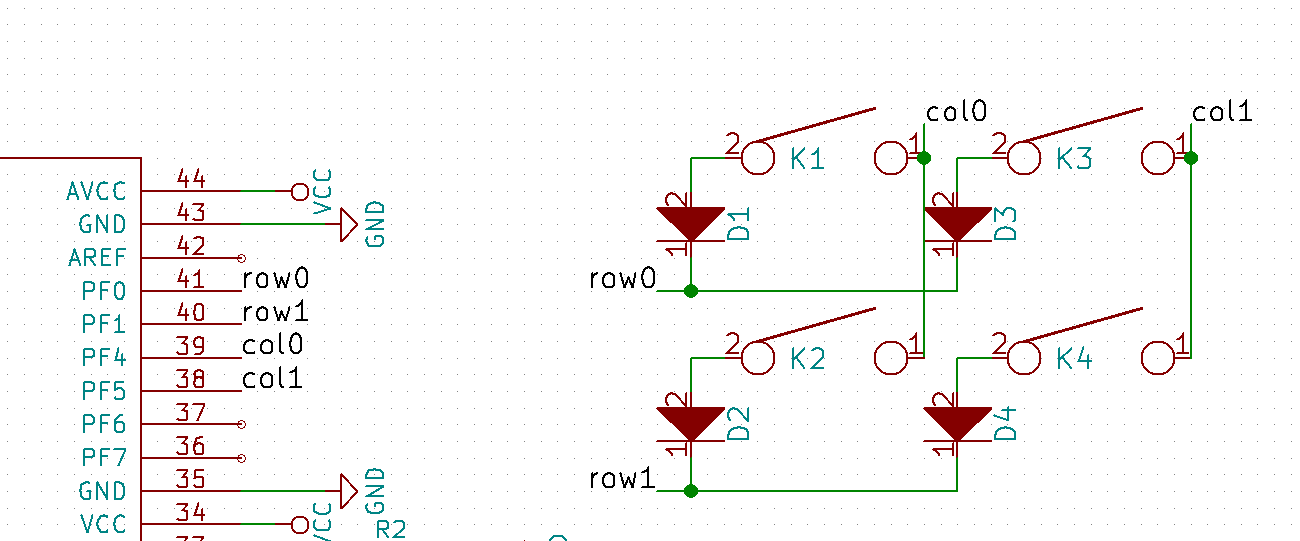 col0
col1
2
1
K1
2
1
K3
AVCC
44
VCC
GND
43
GND
AREF
42
PF0
41
row0
PF1
40
row1
PF4
39
col0
PF5
38
col1
PF6
37
PF7
36
GND
35
GND
VCC
34
R2
2
D1
1
2
D3
1
row0
2
1
K2
2
1
K4
2
D2
1
2
D4
1
row1